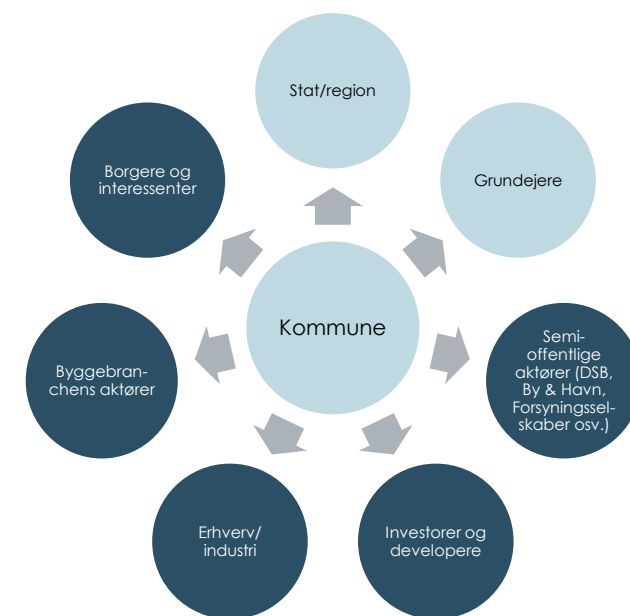 Stat/region
Borgere og
interessenter
Grundejere
Kommune
Semi-
offentlige
aktører (DSB,
By & Havn,
Forsyningssel-
skaber osv.)
Byggebran-
chens aktører
Erhverv/
industri
Investorer og
developere